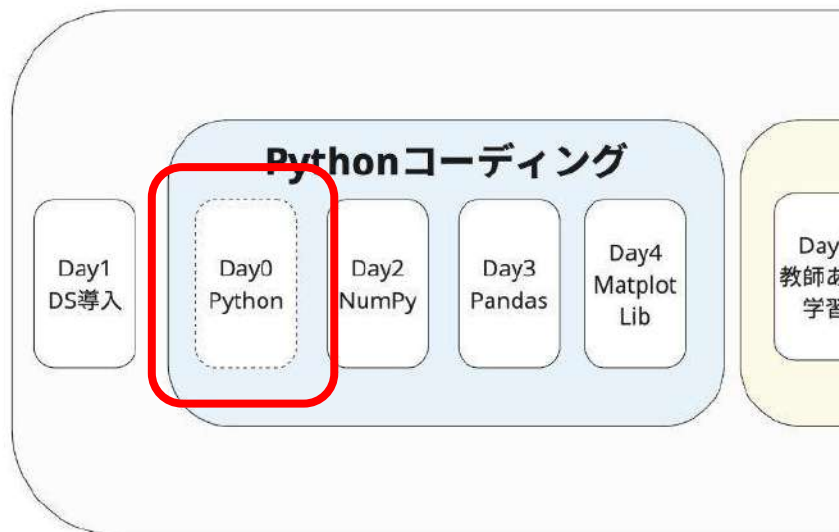 Pythonコーディング
Day1
DS導入
Day0
Python
Day2
NumPy
Day3
Pandas
Day4
Matplot
Lib
Day
教師あ
学習